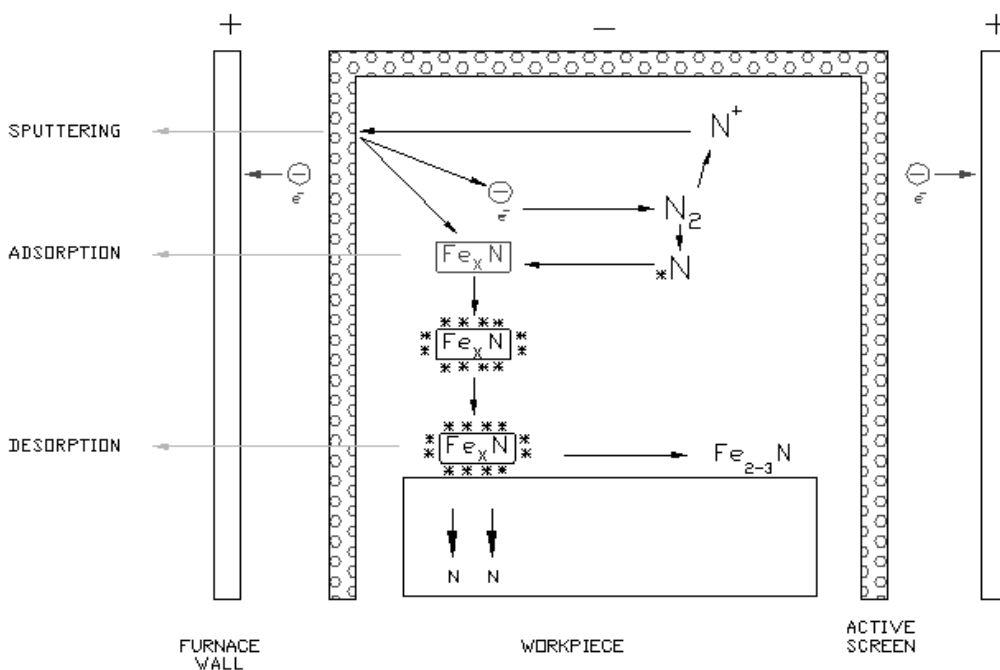 + − +
SPUTTERING
N⁺
− −
ē ē ē
−
N₂
ADSORPTION
FeₓN
*N
* * * *
* FeₓN *
* *
* * * *
DESORPTION
* * * *
* FeₓN *
* *
* * * *
Fe₂₋₃N
N N
FURNACE WALL
WORKPIECE
ACTIVE SCREEN